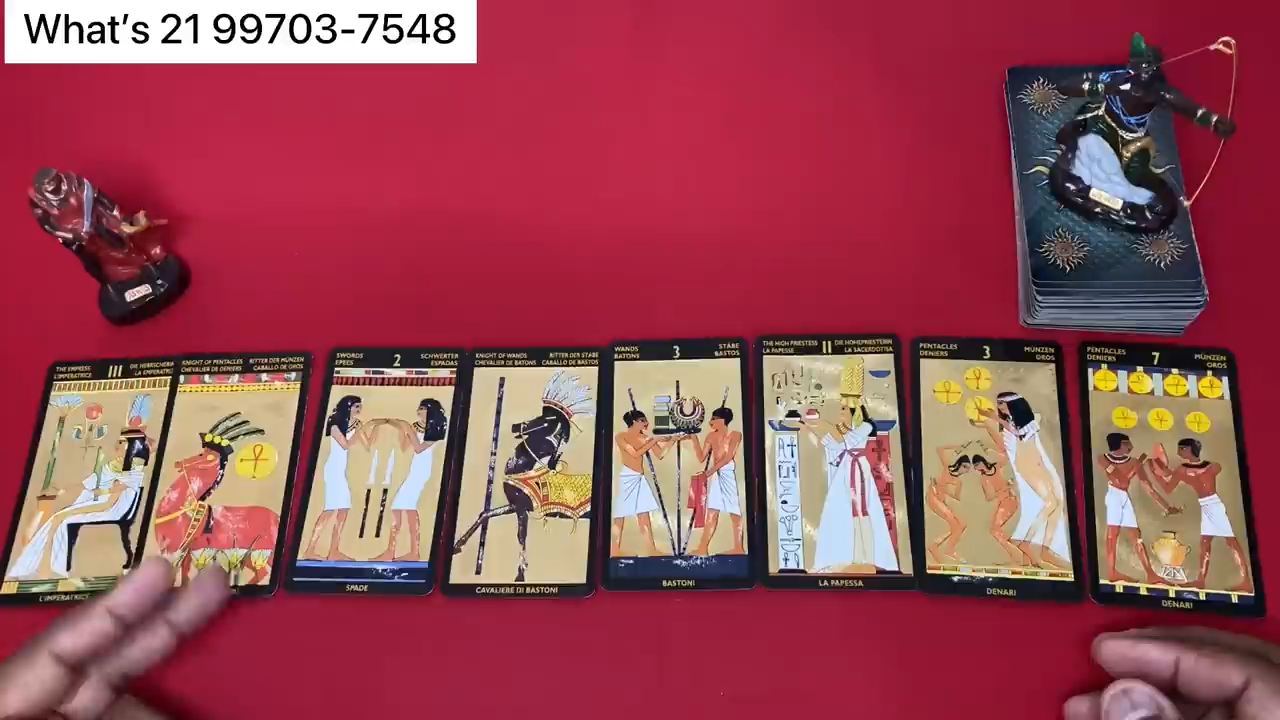 What's 21 99703-7548
THE EMPRESS
L'IMPERATRICE
III
DIE HERRSCHERIN
LA EMPERATRIZ
L'IMPERATRICE
KNIGHT OF PENTACLES
CHEVALIER DE DENIERS
RITTER DER MÜNZEN
CABALLO DE OROS
SWORDS
EPEES
2
SCHWERTER
ESPADAS
SPADE
KNIGHT OF WANDS
CHEVALIER DE BATONS
RITTER DER STÄBE
CABALLO DE BASTOS
CAVALIERE DI BASTONI
WANDS
BATONS
3
STÄBE
BASTOS
BASTONI
THE HIGH PRIESTESS
LA PAPESSE
II
DIE HOHEPRIESTERIN
LA SACERDOTISA
LA PAPESSA
PENTACLES
DENIERS
3
MÜNZEN
OROS
DENARI
PENTACLES
DENIERS
7
MÜNZEN
OROS
DENARI